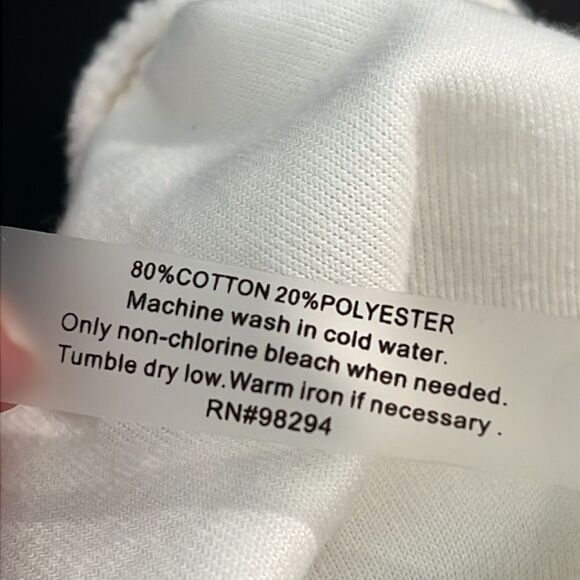 80%COTTON 20%POLYESTER
Machine wash in cold water.
Only non-chlorine bleach when needed.
Tumble dry low.Warm iron if necessary .
RN#98294